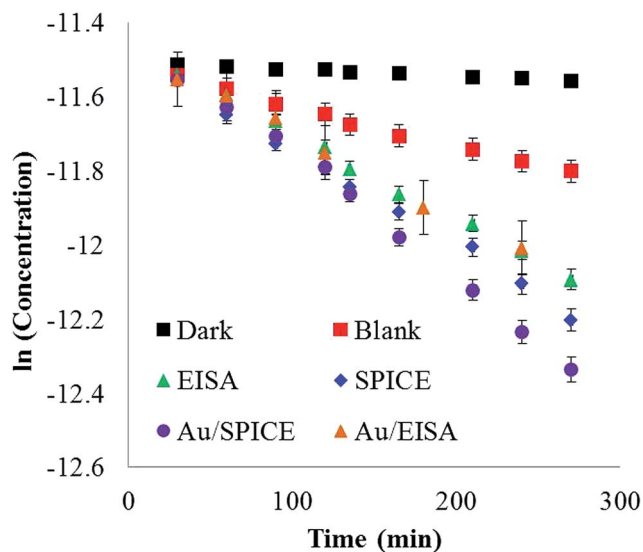 -11.4
-11.6
-11.8
-12
-12.2
-12.4
-12.6
ln (Concentration)
Dark Blank
EISA SPICE
Au/SPICE Au/EISA
0 100 200 300
Time (min)